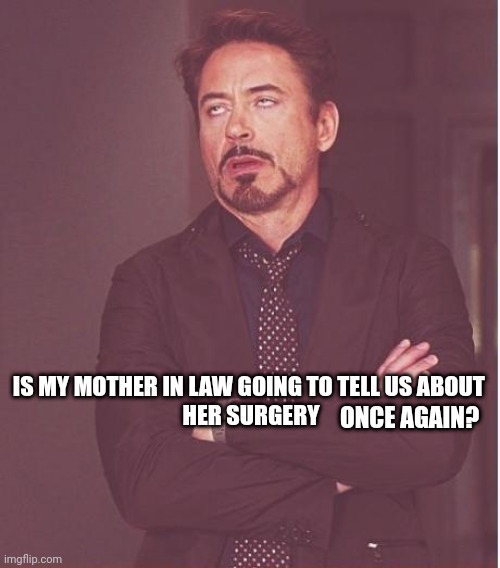 IS MY MOTHER IN LAW GOING TO TELL US ABOUT
HER SURGERY ONCE AGAIN?
imgflip.com